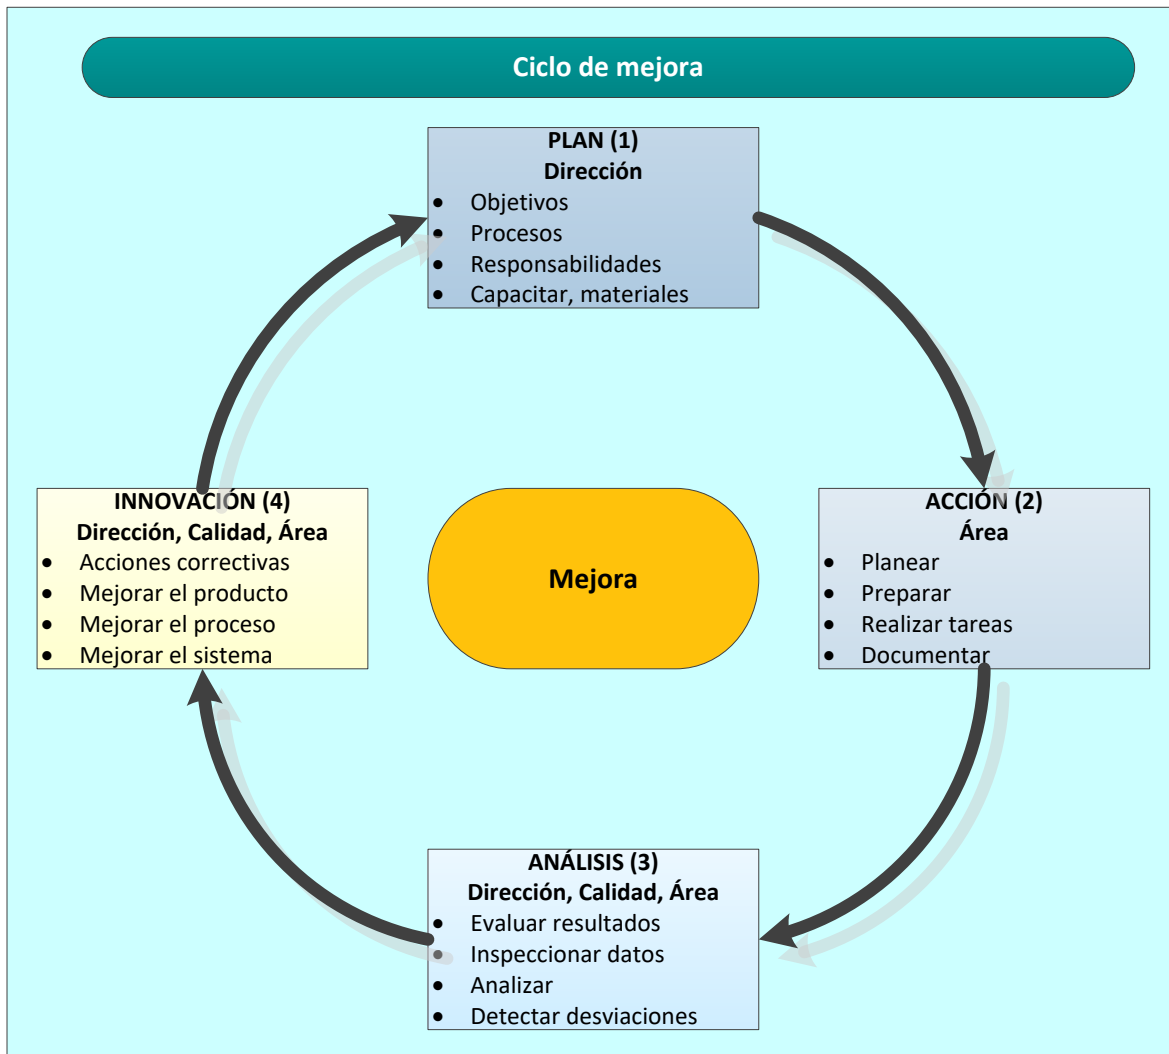 Ciclo de mejora
PLAN (1)
Dirección
• Objetivos
• Procesos
• Responsabilidades
• Capacitar, materiales
ACCIÓN (2)
Área
• Planear
• Preparar
• Realizar tareas
• Documentar
ANÁLISIS (3)
Dirección, Calidad, Área
• Evaluar resultados
• Inspeccionar datos
• Analizar
• Detectar desviaciones
INNOVACIÓN (4)
Dirección, Calidad, Área
• Acciones correctivas
• Mejorar el producto
• Mejorar el proceso
• Mejorar el sistema
Mejora